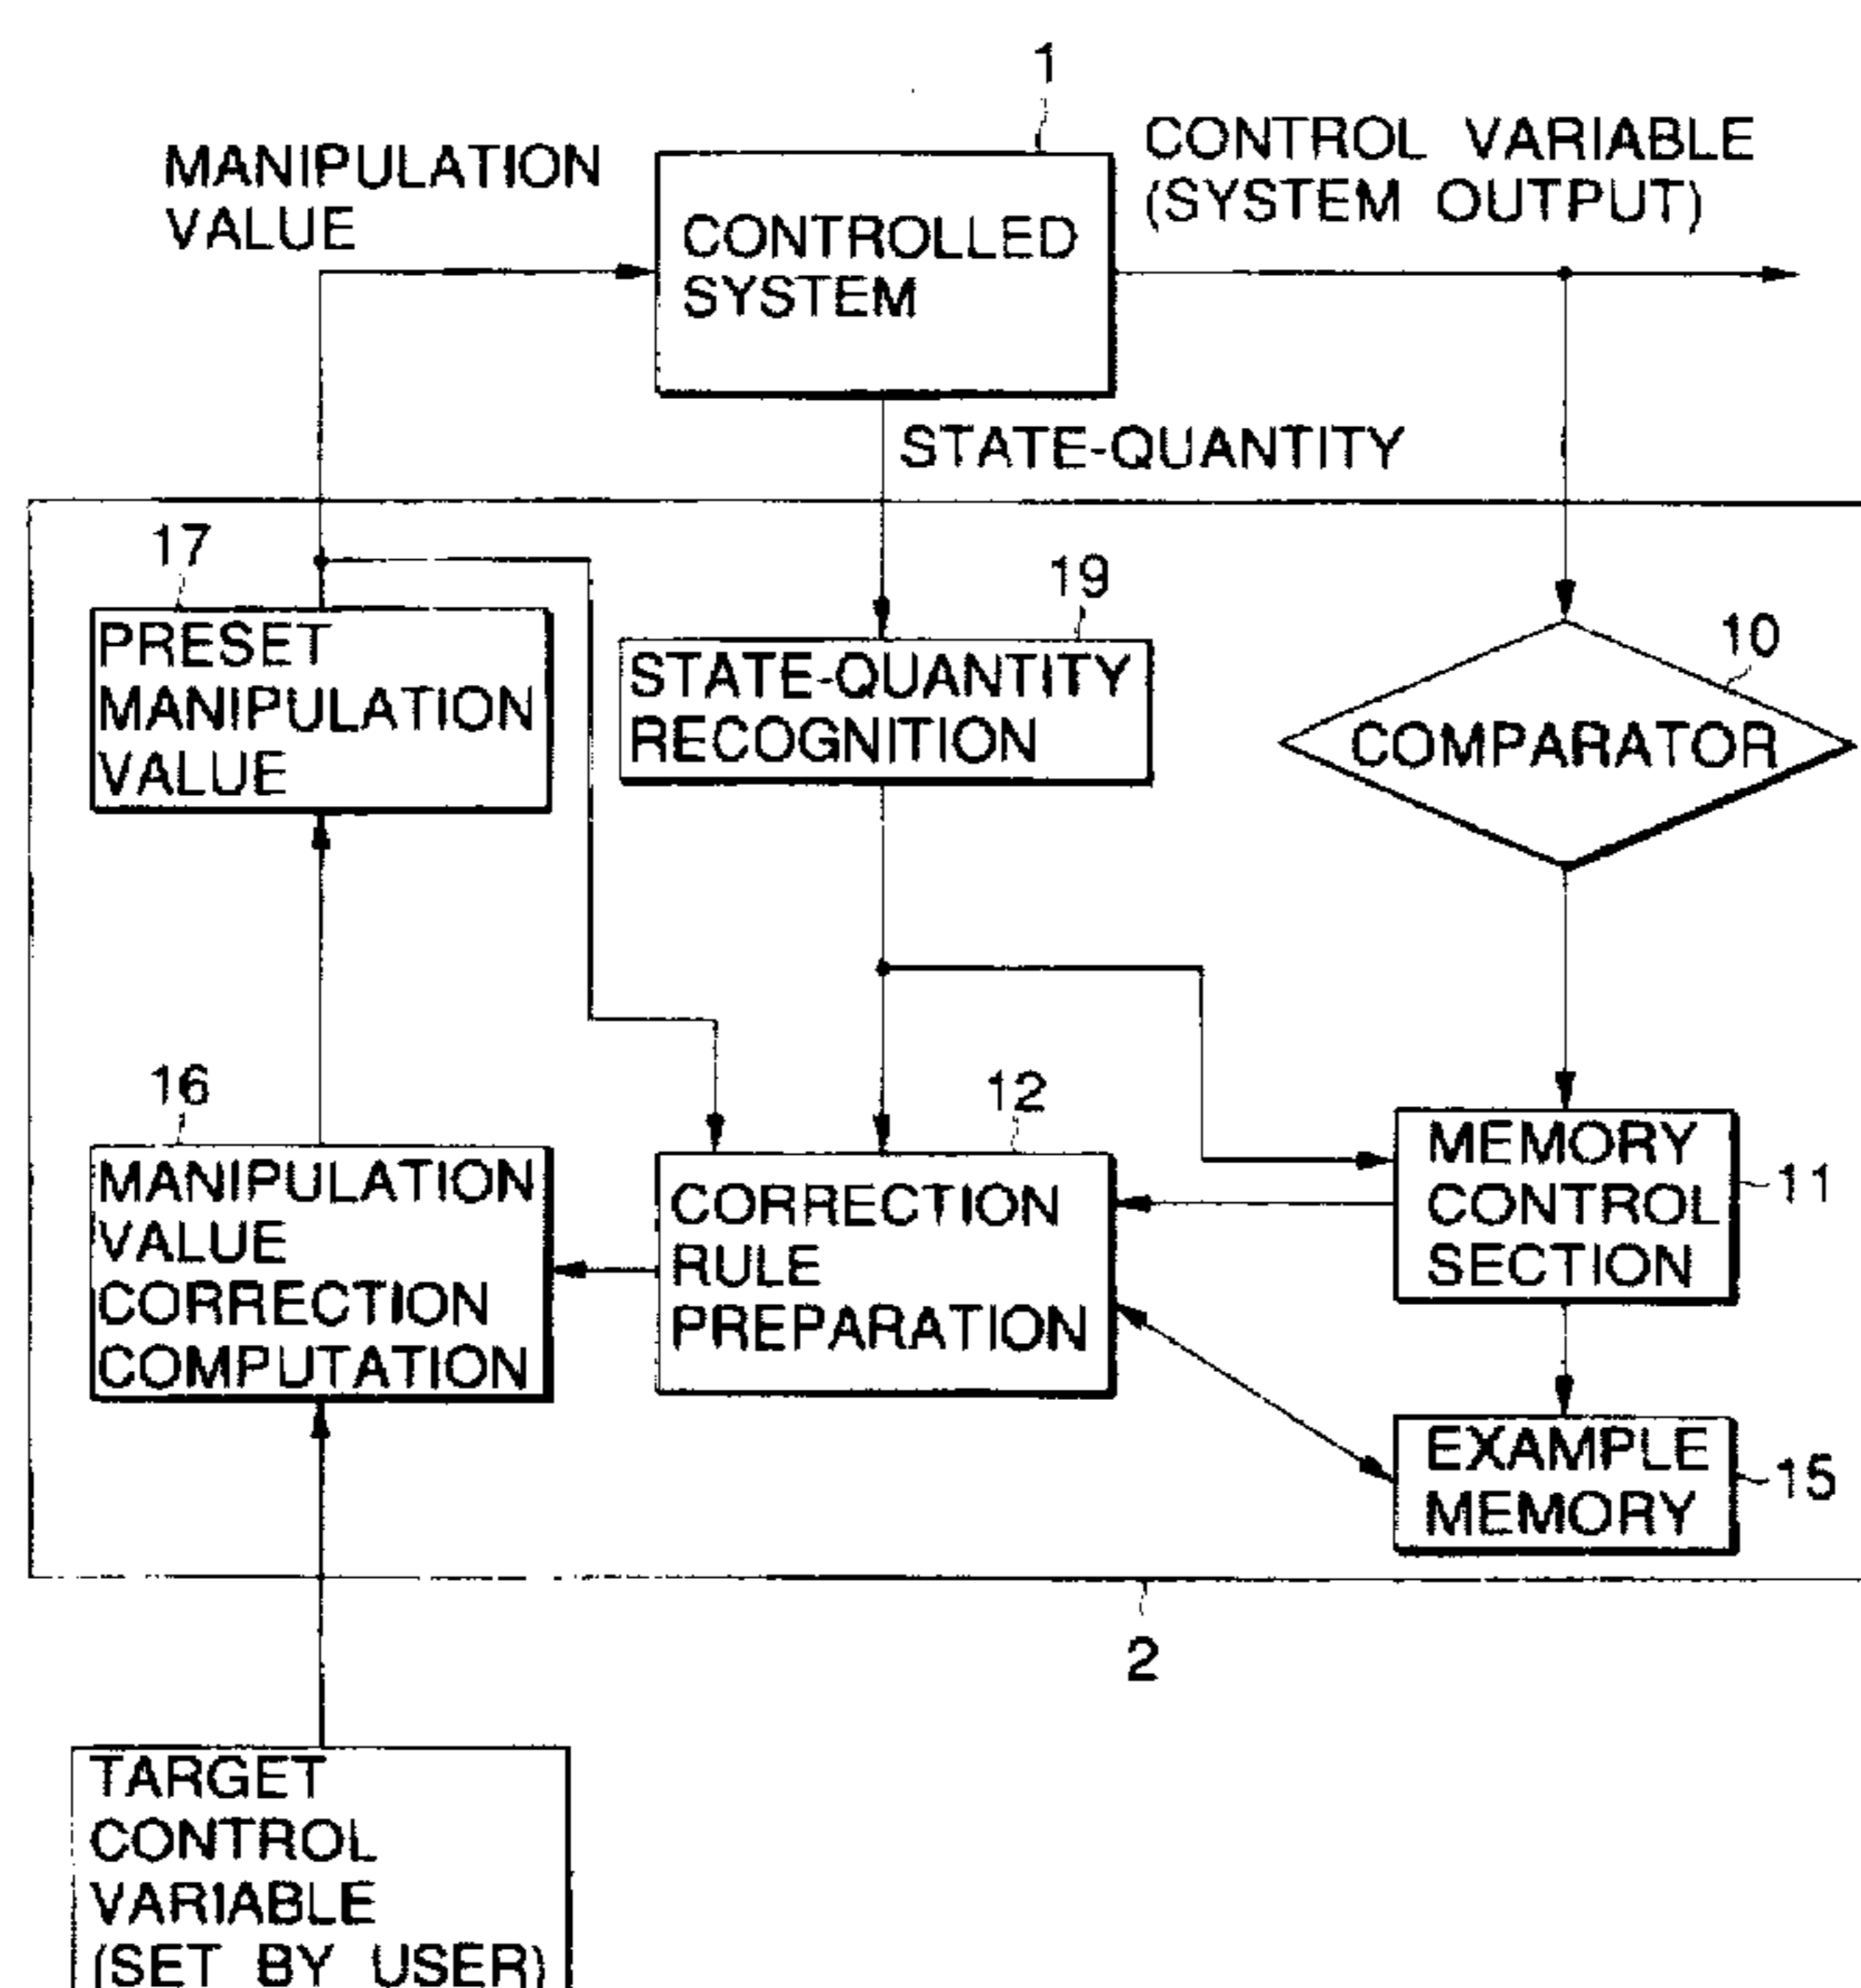 1
MANIPULATION
VALUE
CONTROLLED
SYSTEM
CONTROL VARIABLE
(SYSTEM OUTPUT)
STATE-QUANTITY
17
PRESET
MANIPULATION
VALUE
19
STATE-QUANTITY
RECOGNITION
10
COMPARATOR
16
MANIPULATION
VALUE
CORRECTION
COMPUTATION
12
CORRECTION
RULE
PREPARATION
MEMORY
CONTROL
SECTION
11
EXAMPLE
MEMORY
15
2
TARGET
CONTROL
VARIABLE
(SET BY USER)